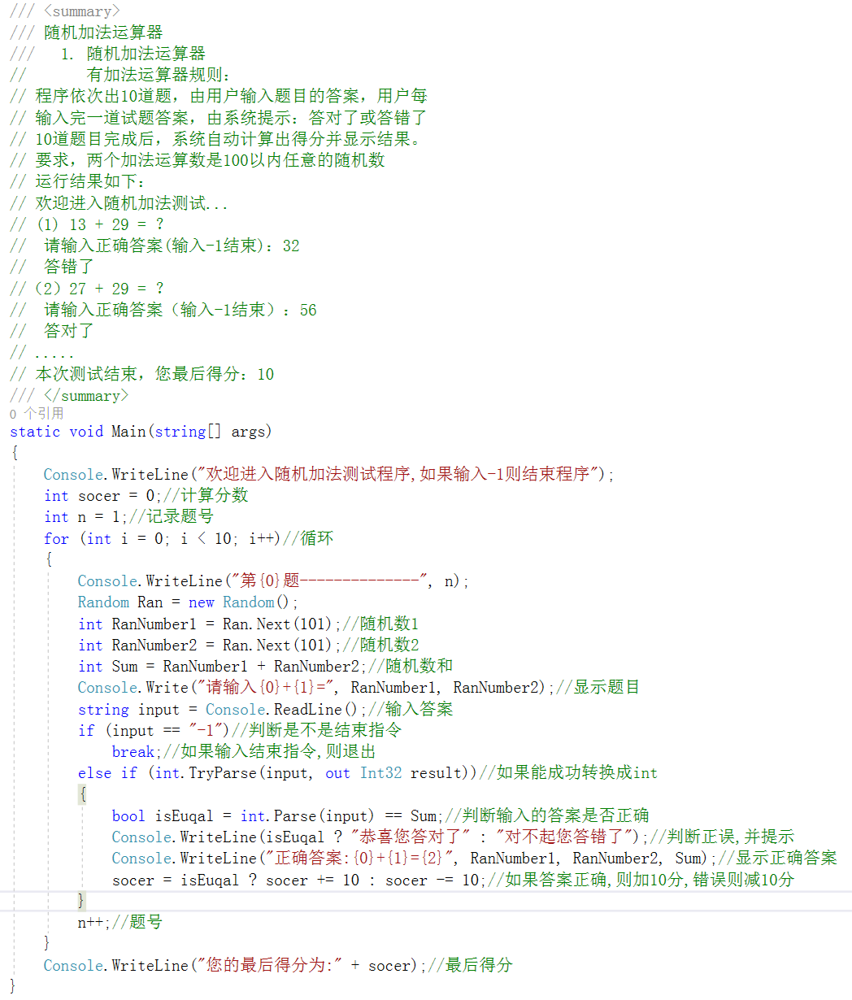 /// <summary>
/// 随机加法运算器
///   1. 随机加法运算器
//       有加法运算器规则:
// 程序依次出10道题，由用户输入题目的答案，用户每
// 输入完一道试题答案，由系统提示：答对了或答错了
// 10道题目完成后，系统自动计算出得分并显示结果。
// 要求，两个加法运算数是100以内任意的随机数
// 运行结果如下：
// 欢迎进入随机加法测试...
// (1) 13 + 29 = ？
//  请输入正确答案(输入-1结束)：32
//  答错了
//（2）27 + 29 = ？
//  请输入正确答案（输入-1结束）：56
//  答对了
// .....
// 本次测试结束，您最后得分：10
/// </summary>
0 个引用
static void Main(string[] args)
{
    Console.WriteLine("欢迎进入随机加法测试程序,如果输入-1则结束程序");
    int socer = 0;//计算分数
    int n = 1;//记录题号
    for (int i = 0; i < 10; i++)//循环
    {
        Console.WriteLine("第{0}题--------------", n);
        Random Ran = new Random();
        int RanNumber1 = Ran.Next(101);//随机数1
        int RanNumber2 = Ran.Next(101);//随机数2
        int Sum = RanNumber1 + RanNumber2;//随机数和
        Console.Write("请输入{0}+{1}=", RanNumber1, RanNumber2);//显示题目
        string input = Console.ReadLine();//输入答案
        if (input == "-1")//判断是不是结束指令
            break;//如果输入结束指令,则退出
        else if (int.TryParse(input, out Int32 result))//如果能成功转换成int
        {
            bool isEuqal = int.Parse(input) == Sum;//判断输入的答案是否正确
            Console.WriteLine(isEuqal ? "恭喜您答对了" : "对不起您答错了");//判断正误,并提示
            Console.WriteLine("正确答案:{0}+{1}={2}", RanNumber1, RanNumber2, Sum);//显示正确答案
            socer = isEuqal ? socer += 10 : socer -= 10;//如果答案正确,则加10分,错误则减10分
        }
        n++;//题号
    }
    Console.WriteLine("您的最后得分为:" + socer);//最后得分
}